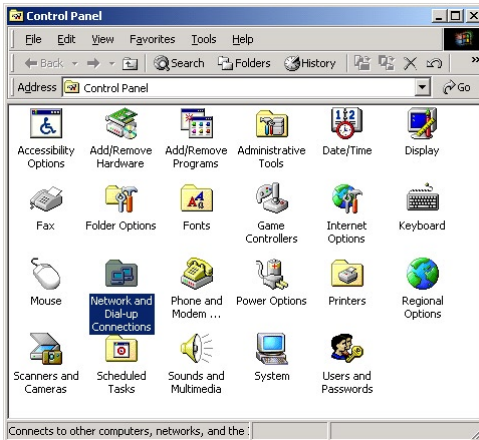 Control Panel
File Edit View Favorites Tools Help
Back Search Folders History »
Address Control Panel Go
Accessibility Options
Add/Remove Hardware
Add/Remove Programs
Administrative Tools
Date/Time
Display
Fax
Folder Options
Fonts
Game Controllers
Internet Options
Keyboard
Mouse
Network and Dial-up Connections
Phone and Modem ...
Power Options
Printers
Regional Options
Scanners and Cameras
Scheduled Tasks
Sounds and Multimedia
System
Users and Passwords
Connects to other computers, networks, and the